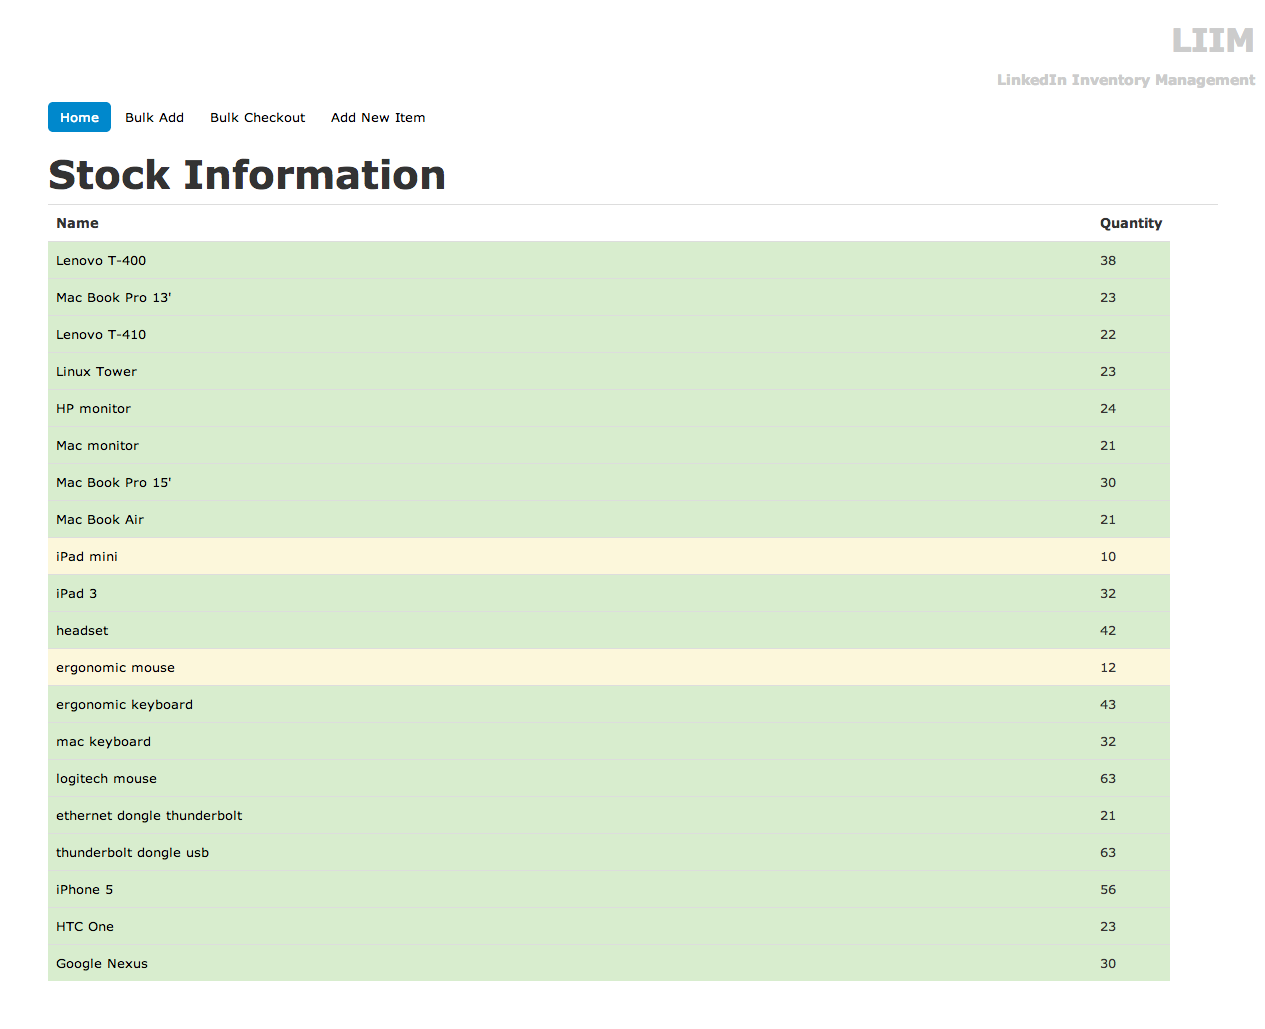 LIIM
LinkedIn Inventory Management
Home Bulk Add Bulk Checkout Add New Item
Stock Information
Name Quantity
Lenovo T-400 38
Mac Book Pro 13' 23
Lenovo T-410 22
Linux Tower 23
HP monitor 24
Mac monitor 21
Mac Book Pro 15' 30
Mac Book Air 21
iPad mini 10
iPad 3 32
headset 42
ergonomic mouse 12
ergonomic keyboard 43
mac keyboard 32
logitech mouse 63
ethernet dongle thunderbolt 21
thunderbolt dongle usb 63
iPhone 5 56
HTC One 23
Google Nexus 30